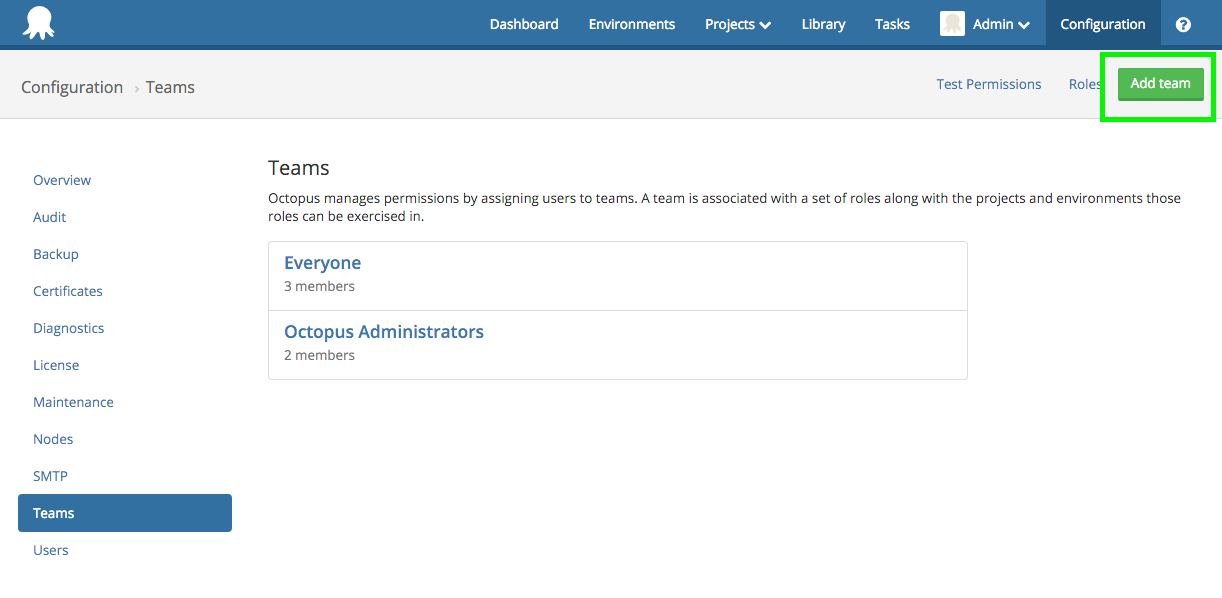 Dashboard Environments Projects Library Tasks Admin Configuration ?
Configuration › Teams Test Permissions Roles Add team
Overview
Audit
Backup
Certificates
Diagnostics
License
Maintenance
Nodes
SMTP
Teams
Users
Teams
Octopus manages permissions by assigning users to teams. A team is associated with a set of roles along with the projects and environments those
roles can be exercised in.
Everyone
3 members
Octopus Administrators
2 members